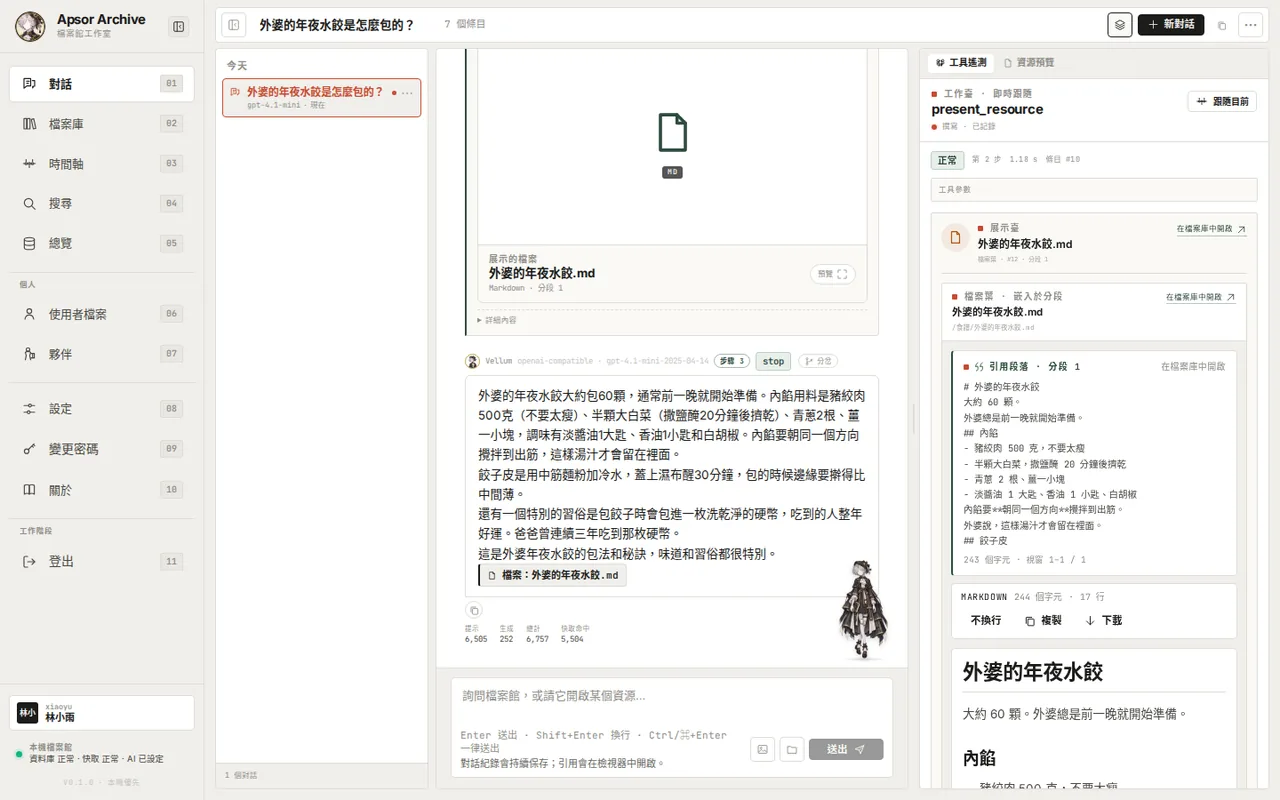 Apsor Archive
檔案館工作室
對話 01
檔案庫 02
時間軸 03
搜尋 04
總覽 05
個人
使用者檔案 06
夥伴 07
設定 08
變更密碼 09
關於 10
工作階段
登出 11
林小
xiaoyu
林小雨
本機檔案館
資料庫 正常 · 快取 正常 · AI 已設定
v0.1.0 · 本機優先
外婆的年夜水餃是怎麼包的？ 7 個條目
新對話
今天
外婆的年夜水餃是怎麼包的？
gpt-4.1-mini · 現在
1 個對話
MD
展示的檔案
外婆的年夜水餃.md
Markdown · 分段 1
預覽
詳細內容
Vellum openai-compatible · gpt-4.1-mini-2025-04-14 步驟 3 stop 分岔
外婆的年夜水餃大約包60顆，通常前一晚就開始準備。內餡用料是豬絞肉
500克（不要太瘦）、半顆大白菜（撒鹽醃20分鐘後擠乾）、青蔥2根、薑
一小塊，調味有淡醬油1大匙、香油1小匙和白胡椒。內餡要朝同一個方向
攪拌到出筋，這樣湯汁才會留在裡面。
餃子皮是用中筋麵粉加冷水，蓋上濕布醒30分鐘，包的時候邊緣要擀得比
中間薄。
還有一個特別的習俗是包餃子時會包進一枚洗乾淨的硬幣，吃到的人整年
好運。爸爸曾連續三年吃到那枚硬幣。
這是外婆年夜水餃的包法和秘訣，味道和習俗都很特別。
檔案：外婆的年夜水餃.md
提示 生成 總計 快取命中
6,505 252 6,757 5,504
詢問檔案館，或請它開啟某個資源…
Enter 送出 · Shift+Enter 換行 · Ctrl/⌘+Enter
一律送出
對話紀錄會持續保存；引用會在檢視器中開啟。
送出
工具遙測 資源預覽
工作臺 · 即時跟隨
present_resource
撰寫 · 已記錄
跟隨目前
正常 第 2 步 1.18 s 條目 #10
工具參數
展示臺
外婆的年夜水餃.md
檔案葉 · #12 · 分段 1
在檔案庫中開啟
檔案葉 · 嵌入於分段
外婆的年夜水餃.md
/食譜/外婆的年夜水餃.md
在檔案庫中開啟
引用段落 · 分段 1 在檔案庫中開啟
# 外婆的年夜水餃
大約 60 顆。
外婆總是前一晚就開始準備。
## 內餡
- 豬絞肉 500 克，不要太瘦
- 半顆大白菜，撒鹽醃 20 分鐘後擠乾
- 青蔥 2 根、薑一小塊
- 淡醬油 1 大匙、香油 1 小匙、白胡椒
內餡要**朝同一個方向**攪拌到出筋。
外婆說，這樣湯汁才會留在裡面。
## 餃子皮
243 個字元 · 視窗 1–1 / 1
MARKDOWN 244 個字元 · 17 行
不換行 複製 下載
外婆的年夜水餃
大約 60 顆。外婆總是前一晚就開始準備。
內餡
豬絞肉 500 克，不要太瘦